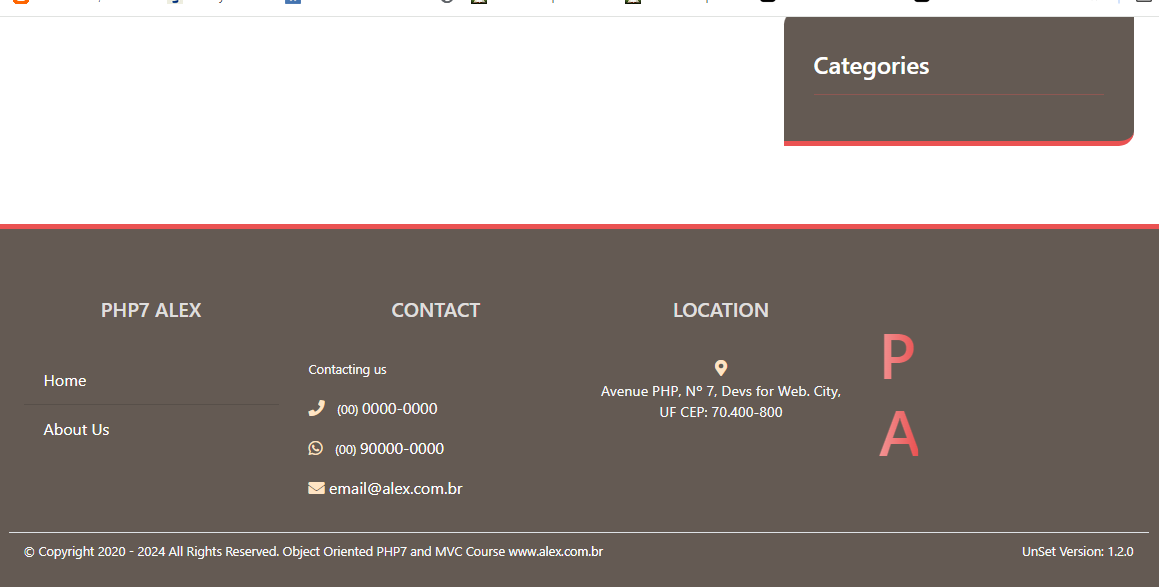 Categories
PHP7 ALEX
Home
About Us
CONTACT
Contacting us
(00) 0000-0000
(00) 90000-0000
email@alex.com.br
LOCATION
Avenue PHP, Nº 7, Devs for Web. City,
UF CEP: 70.400-800
P
A
© Copyright 2020 - 2024 All Rights Reserved. Object Oriented PHP7 and MVC Course www.alex.com.br
UnSet Version: 1.2.0